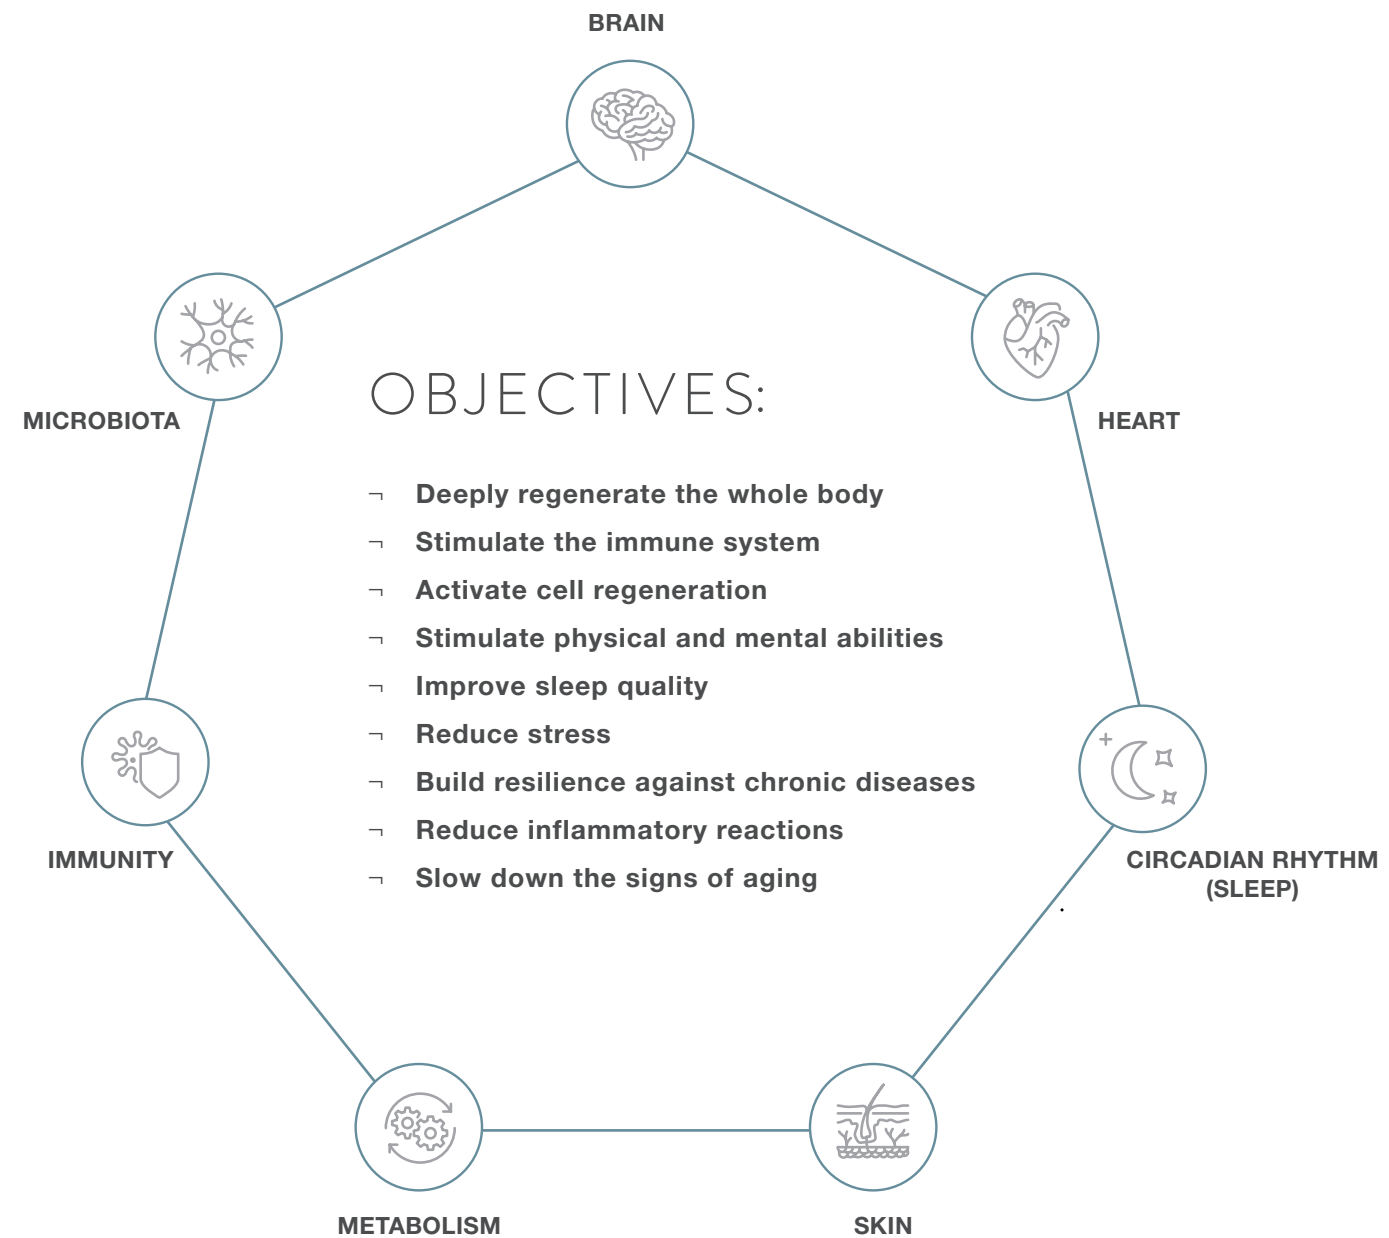 BRAIN
MICROBIOTA
HEART
OBJECTIVES:
¬ Deeply regenerate the whole body
¬ Stimulate the immune system
¬ Activate cell regeneration
¬ Stimulate physical and mental abilities
¬ Improve sleep quality
¬ Reduce stress
¬ Build resilience against chronic diseases
¬ Reduce inflammatory reactions
¬ Slow down the signs of aging
IMMUNITY
CIRCADIAN RHYTHM
(SLEEP)
METABOLISM
SKIN